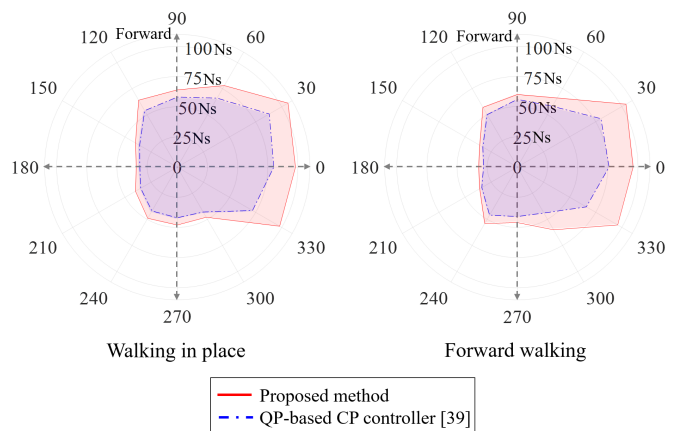 90
Forward
120
60
100Ns
75Ns
150
30
50Ns
25Ns
180
0
0
210
330
240
300
270
Walking in place
90
Forward
120
60
100Ns
75Ns
150
30
50Ns
25Ns
180
0
0
210
330
240
300
270
Forward walking
Proposed method
QP-based CP controller [39]